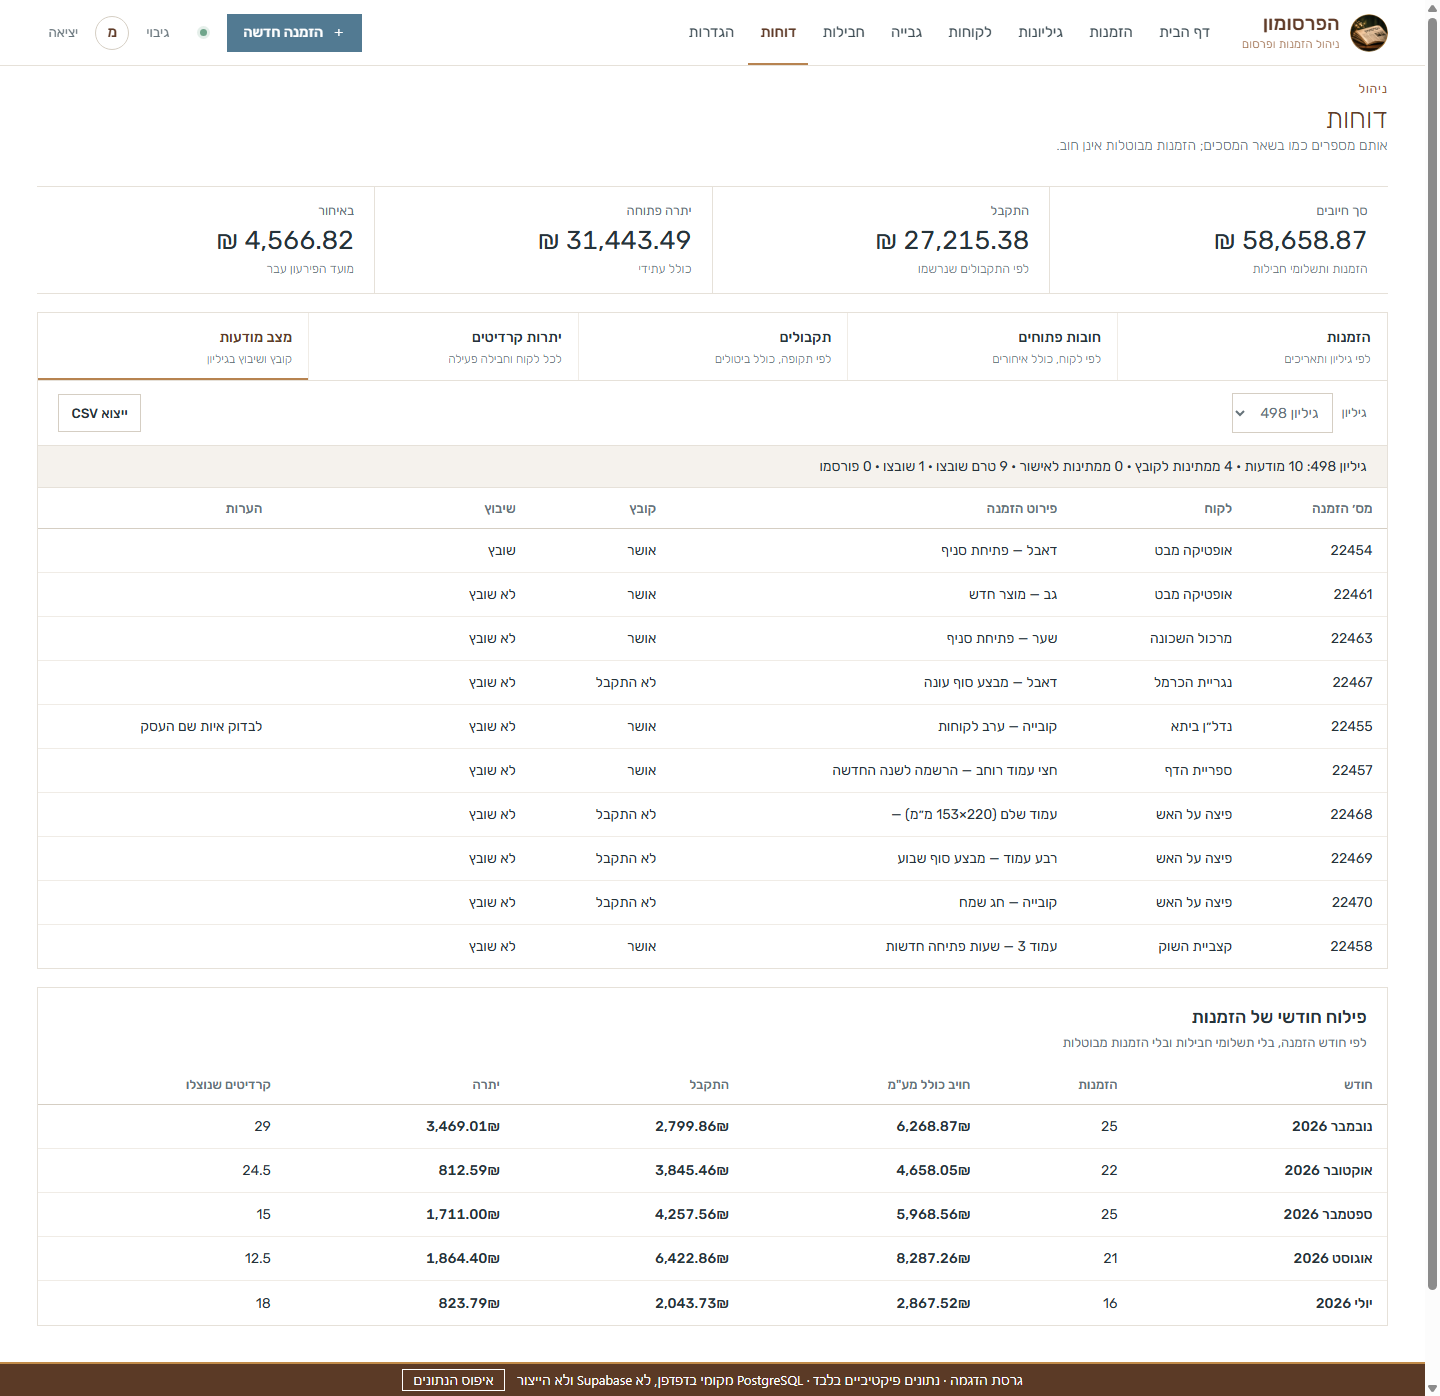 הפרסומון
ניהול הזמנות ופרסום
דף הבית הזמנות גיליונות לקוחות גבייה חבילות דוחות הגדרות
+ הזמנה חדשה
גיבוי מ יציאה
ניהול
דוחות
אותם מספרים כמו בשאר המסכים; הזמנות מבוטלות אינן חוב.
סך חיובים
58,658.87 ₪
הזמנות ותשלומי חבילות
התקבל
27,215.38 ₪
לפי התקבולים שנרשמו
יתרה פתוחה
31,443.49 ₪
כולל עתידי
באיחור
4,566.82 ₪
מועד הפירעון עבר
הזמנות
לפי גיליון ותאריכים
חובות פתוחים
לפי לקוח, כולל איחורים
תקבולים
לפי תקופה, כולל ביטולים
יתרות קרדיטים
לכל לקוח וחבילה פעילה
מצב מודעות
קובץ ושיבוץ בגיליון
גיליון גיליון 498
ייצוא CSV
גיליון 498: 10 מודעות • 4 ממתינות לקובץ • 0 ממתינות לאישור • 9 טרם שובצו • 1 שובצו • 0 פורסמו
מס׳ הזמנה לקוח פירוט הזמנה קובץ שיבוץ הערות
22454 אופטיקה מבט דאבל – פתיחת סניף אושר שובץ
22461 אופטיקה מבט גב – מוצר חדש אושר לא שובץ
22463 מרכול השכונה שער – פתיחת סניף אושר לא שובץ
22467 נגריית הכרמל דאבל – מבצע סוף עונה לא התקבל לא שובץ
22455 נדל״ן ביתא קובייה – ערב לקוחות אושר לא שובץ לבדוק איות שם העסק
22457 ספריית הדף חצי עמוד רוחב – הרשמה לשנה החדשה אושר לא שובץ
22468 פיצה על האש עמוד שלם (153×220 מ״מ) – לא התקבל לא שובץ
22469 פיצה על האש רבע עמוד – מבצע סוף שבוע לא התקבל לא שובץ
22470 פיצה על האש קובייה – חג שמח לא התקבל לא שובץ
22458 קצביית השוק עמוד 3 – שעות פתיחה חדשות אושר לא שובץ
פילוח חודשי של הזמנות
לפי חודש הזמנה, בלי תשלומי חבילות ובלי הזמנות מבוטלות
חודש הזמנות חויב כולל מע"מ התקבל יתרה קרדיטים שנוצלו
נובמבר 2026 25 ₪6,268.87 ₪2,799.86 ₪3,469.01 29
אוקטובר 2026 22 ₪4,658.05 ₪3,845.46 ₪812.59 24.5
ספטמבר 2026 25 ₪5,968.56 ₪4,257.56 ₪1,711.00 15
אוגוסט 2026 21 ₪8,287.26 ₪6,422.86 ₪1,864.40 12.5
יולי 2026 16 ₪2,867.52 ₪2,043.73 ₪823.79 18
גרסת הדגמה · נתונים פיקטיביים בלבד · PostgreSQL מקומי בדפדפן, לא Supabase ולא הייצור איפוס הנתונים